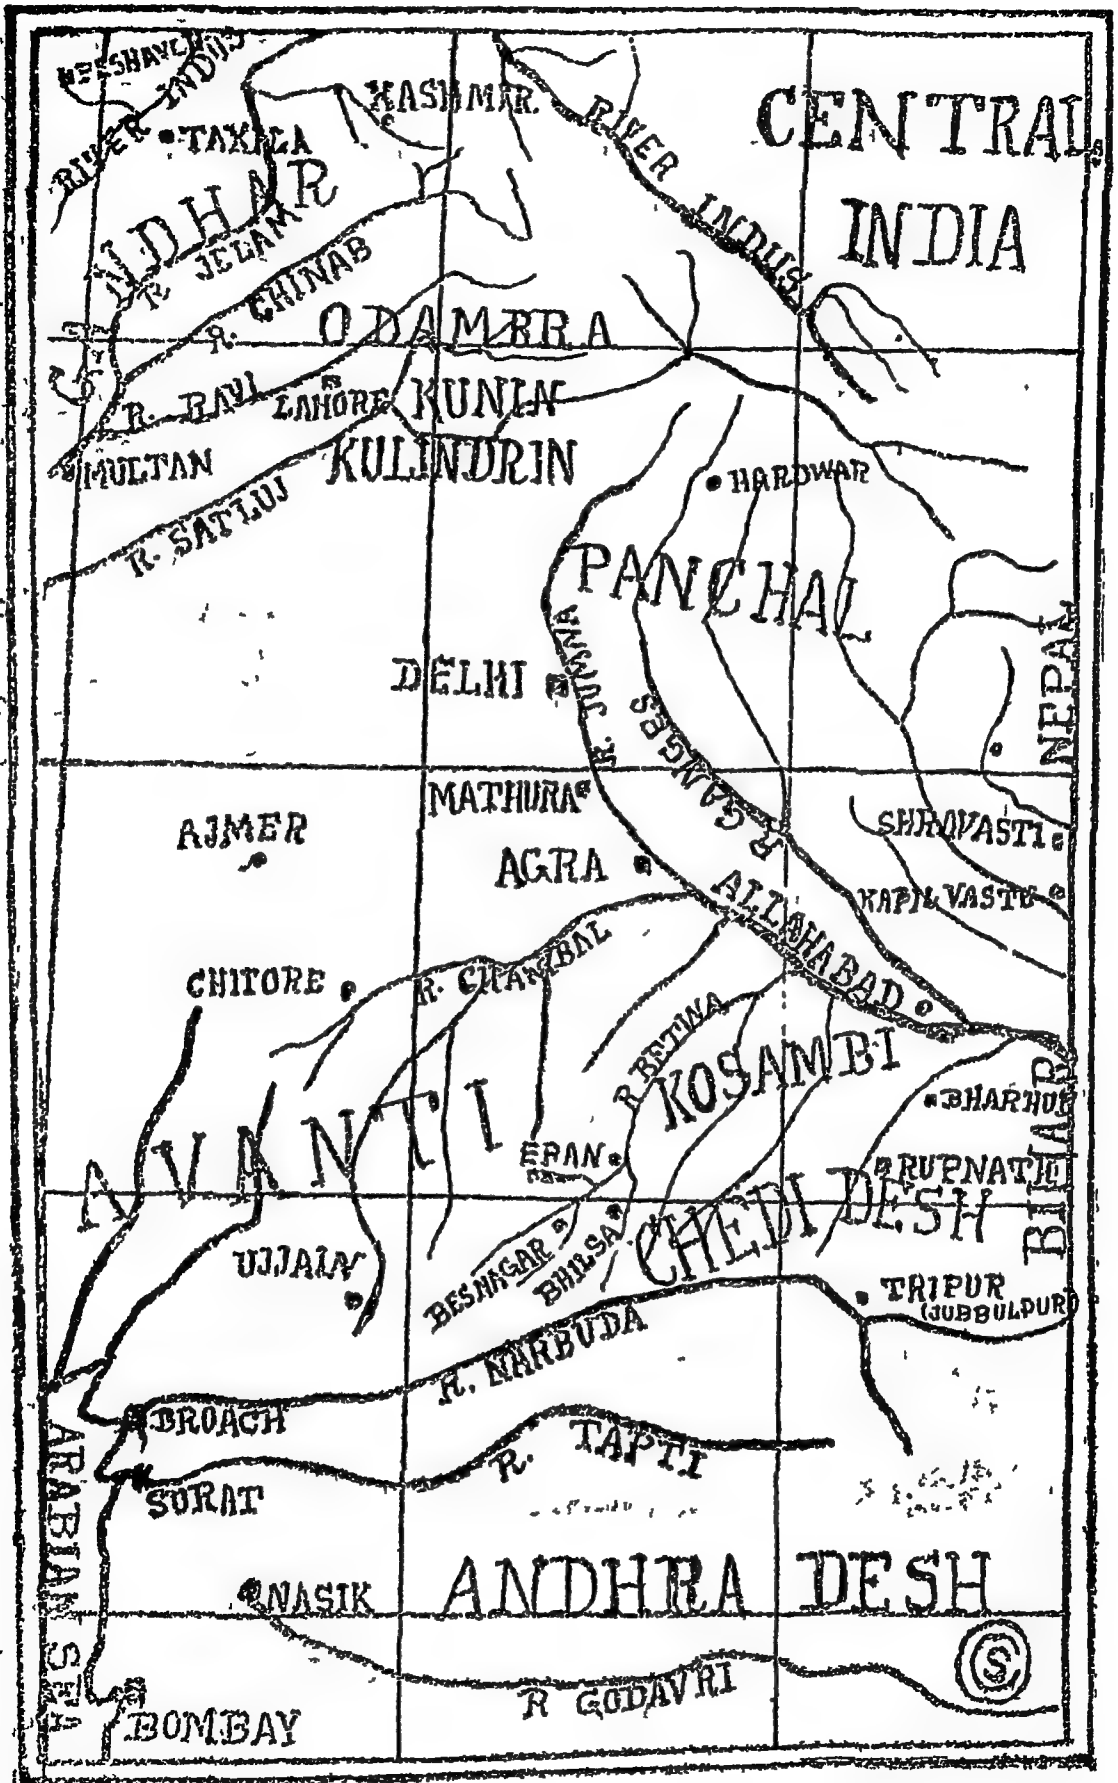 CENTRAL
INDIA
RIVER INDUS
TAXILA
KASHMIR.
RIVER INDUS
R JELAM
R. CHINAB
ODAMBRA
R. RAVI
LAHORE
KUNIN
MULTAN
KULINDRIN
R. SATLUJ
HARDWAR
PANCHAL
DELHI
R. JUMNA
R GANGES
NEPAL
MATHURA
AJMER
AGRA
SHRAVASTI
KAPIL VASTU
ALLAHABAD
CHITORE
R. CHAMBAL
R BETWA
KOSAMBI
BHARHUT
AVANTI
ERAN
RUPNATH
BIHAR
CHEDI DESH
UJJAIN
BESNAGAR
BHILSA
TRIPUR
(JUBBULPUR)
R. NARBUDA
BROACH
R. TAPTI
SURAT
ARABIAN SEA
NASIK
ANDHRA DESH
R GODAVRI
S
BOMBAY